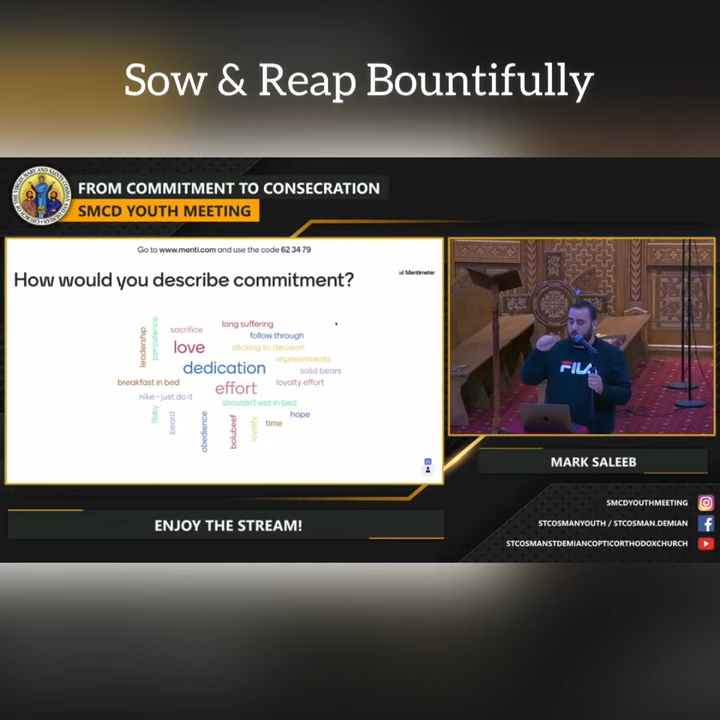 Sow & Reap Bountifully
FROM COMMITMENT TO CONSECRATION
SMCD YOUTH MEETING
Go to www.menti.com and use the code 62 34 79
How would you describe commitment?
Mentimeter
leadership
persistence
sacrifice
long suffering
follow through
love
sticking to decision
imprisonments
dedication
solid bears
breakfast in bed
effort
loyalty effort
nike - just do it
shouldn't eat in bed
flaky
beard
obedience
bolubeef
loyalty
time
hope
FILA
MARK SALEEB
ENJOY THE STREAM!
SMCDYOUTHMEETING
STCOSMANYOUTH / STCOSMAN.DEMIAN
STCOSMANSTDEMIANCOPTICORTHODOXCHURCH